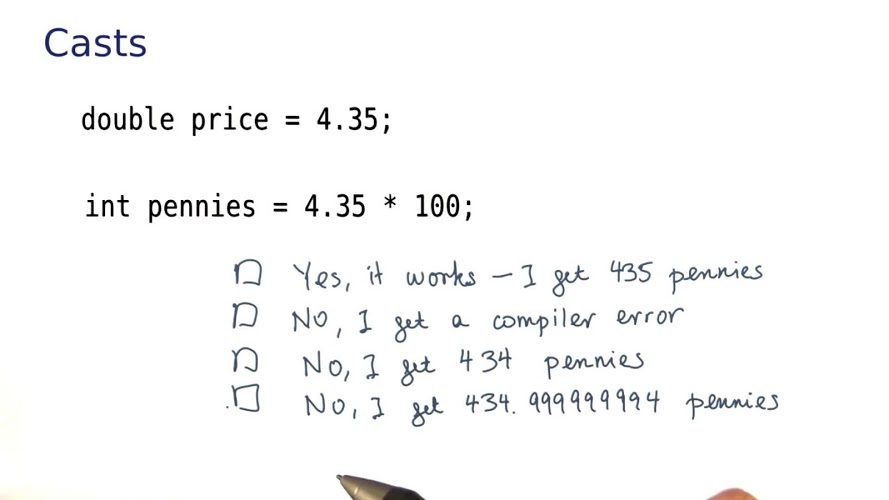 Casts
double price = 4.35;
int pennies = 4.35 * 100;
Yes, it works – I get 435 pennies
No, I get a compiler error
No, I get 434 pennies
No, I get 434.999999994 pennies